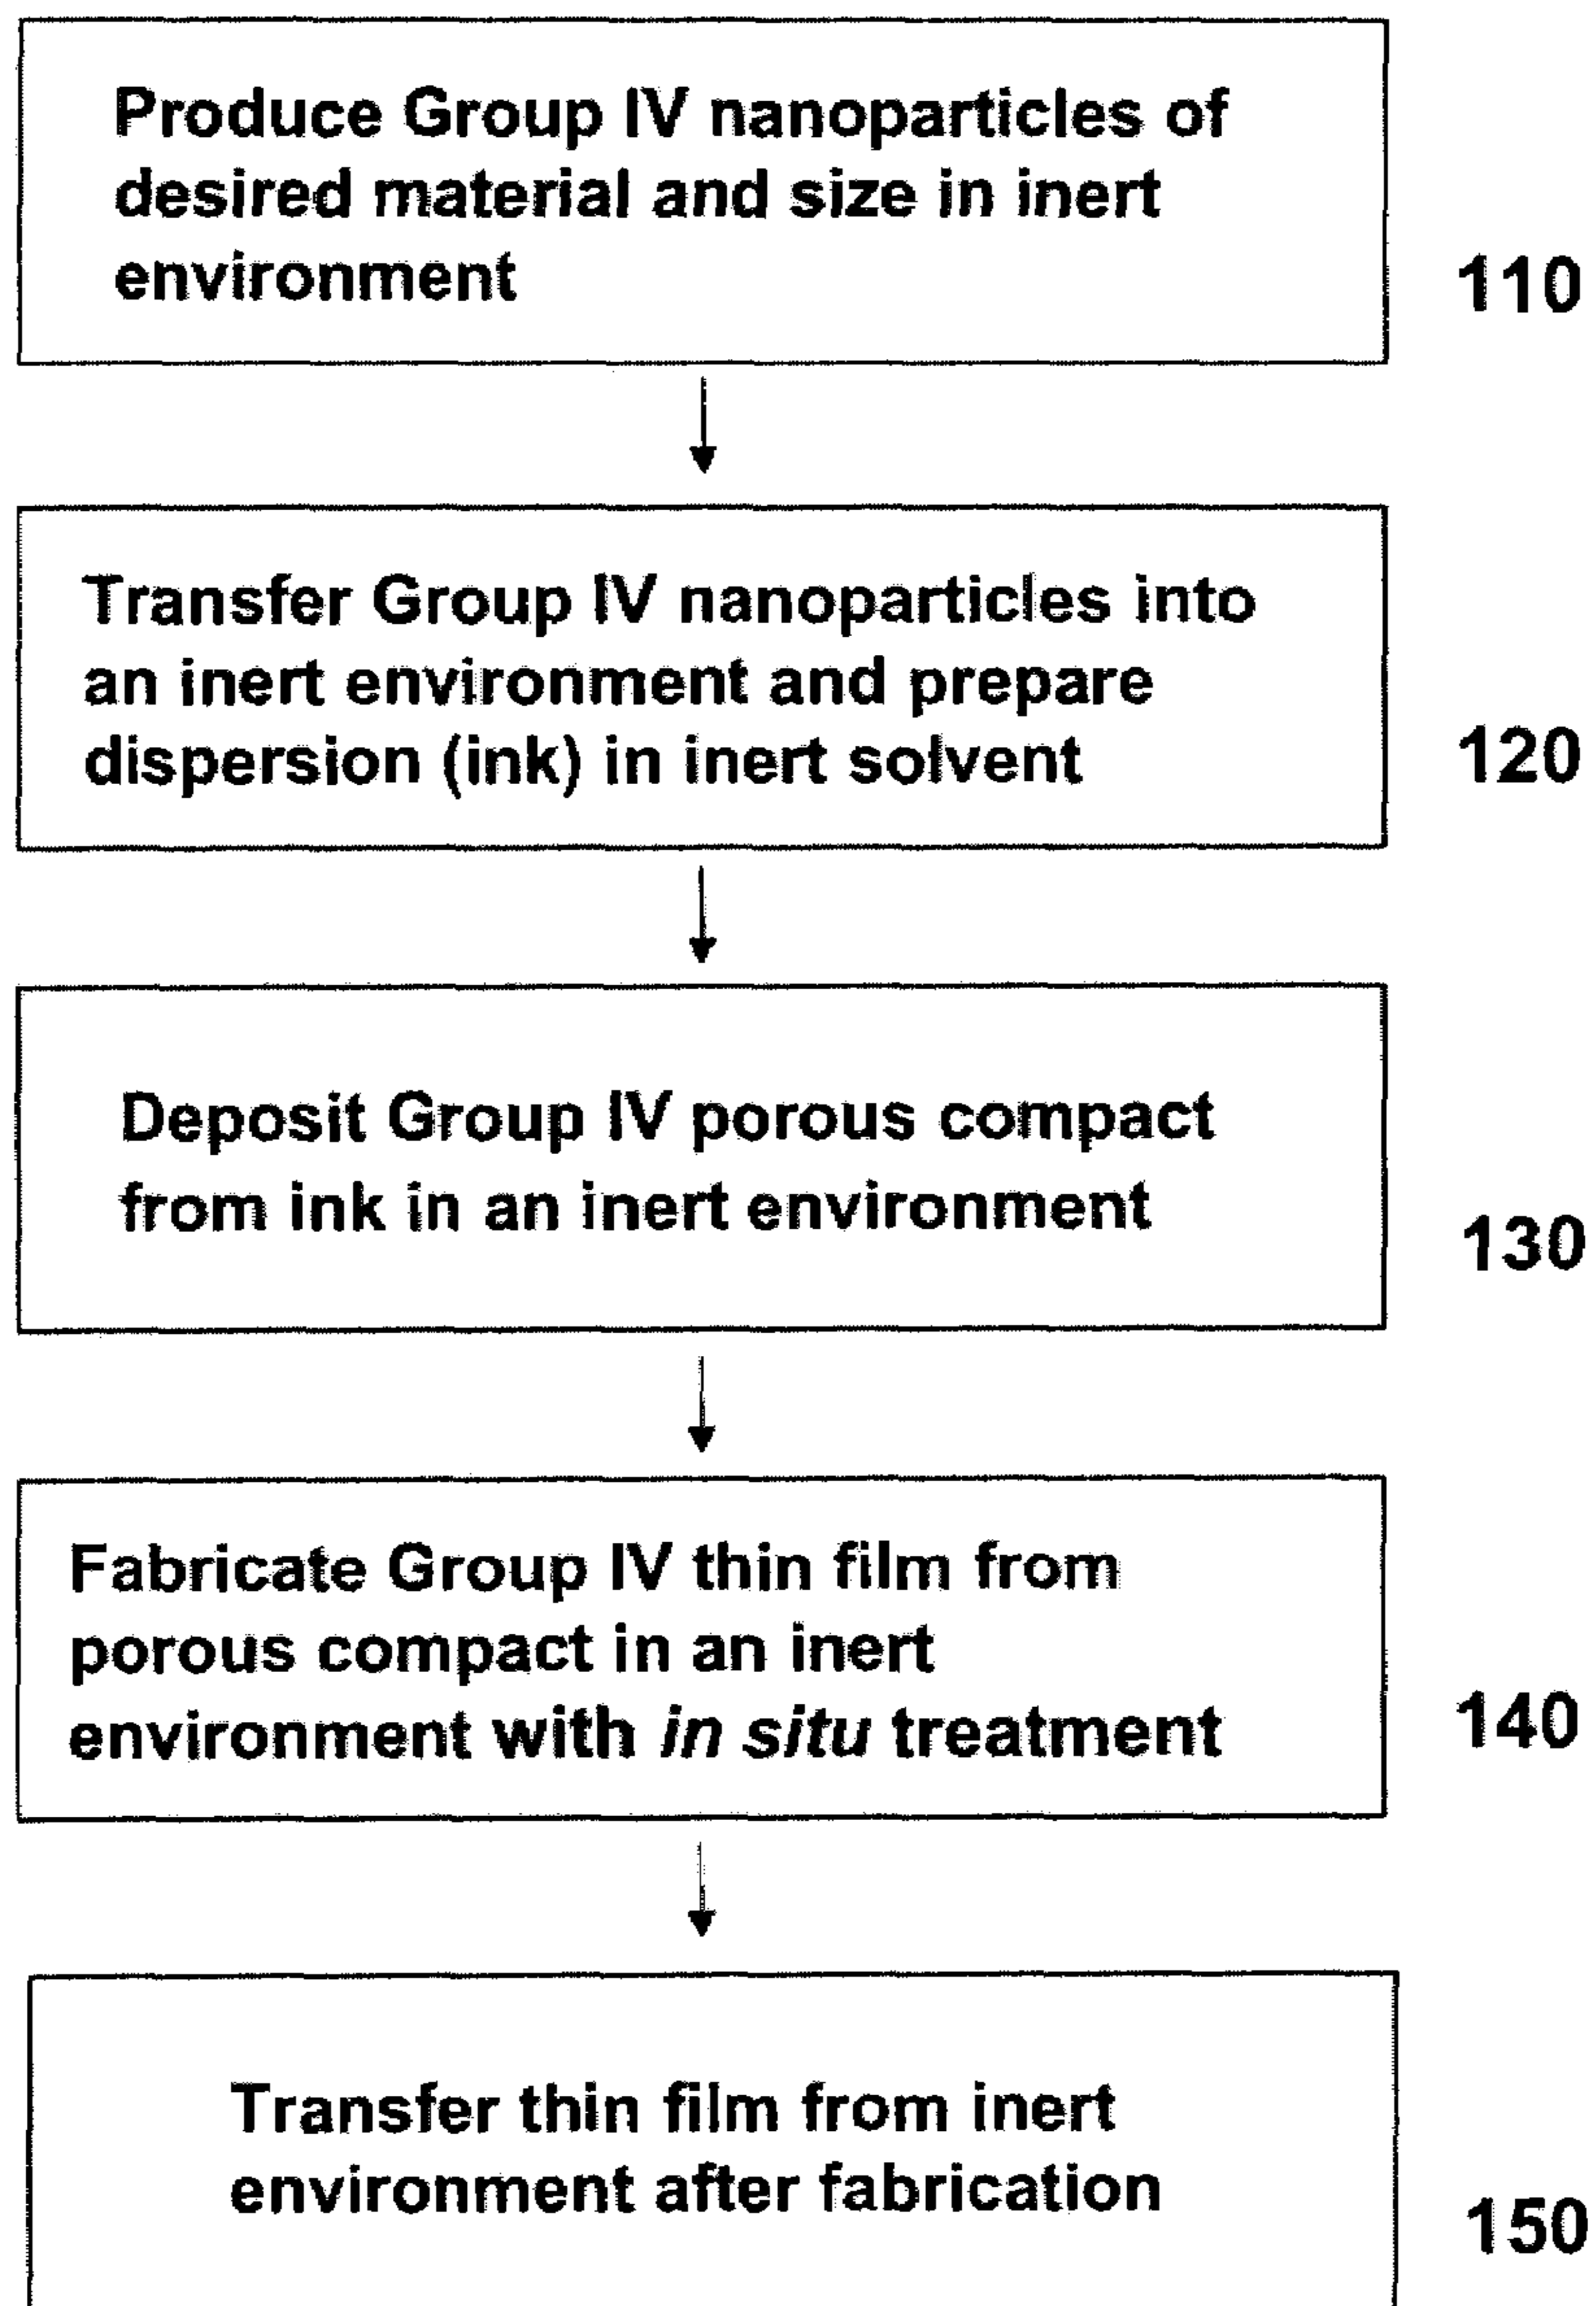 Produce Group IV nanoparticles of
desired material and size in inert
environment
110
Transfer Group IV nanoparticles into
an inert environment and prepare
dispersion (ink) in inert solvent
120
Deposit Group IV porous compact
from ink in an inert environment
130
Fabricate Group IV thin film from
porous compact in an inert
environment with in situ treatment
140
Transfer thin film from inert
environment after fabrication
150